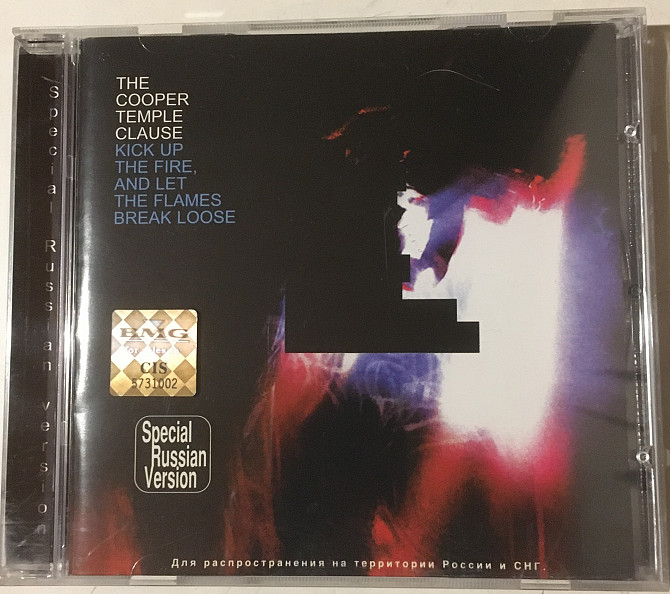 THE
COOPER
TEMPLE
CLAUSE
KICK UP
THE FIRE,
AND LET
THE FLAMES
BREAK LOOSE
BMG
CIS
5731002
Special
Russian
Version
Для распространения на территории России и СНГ.
Special Russian version